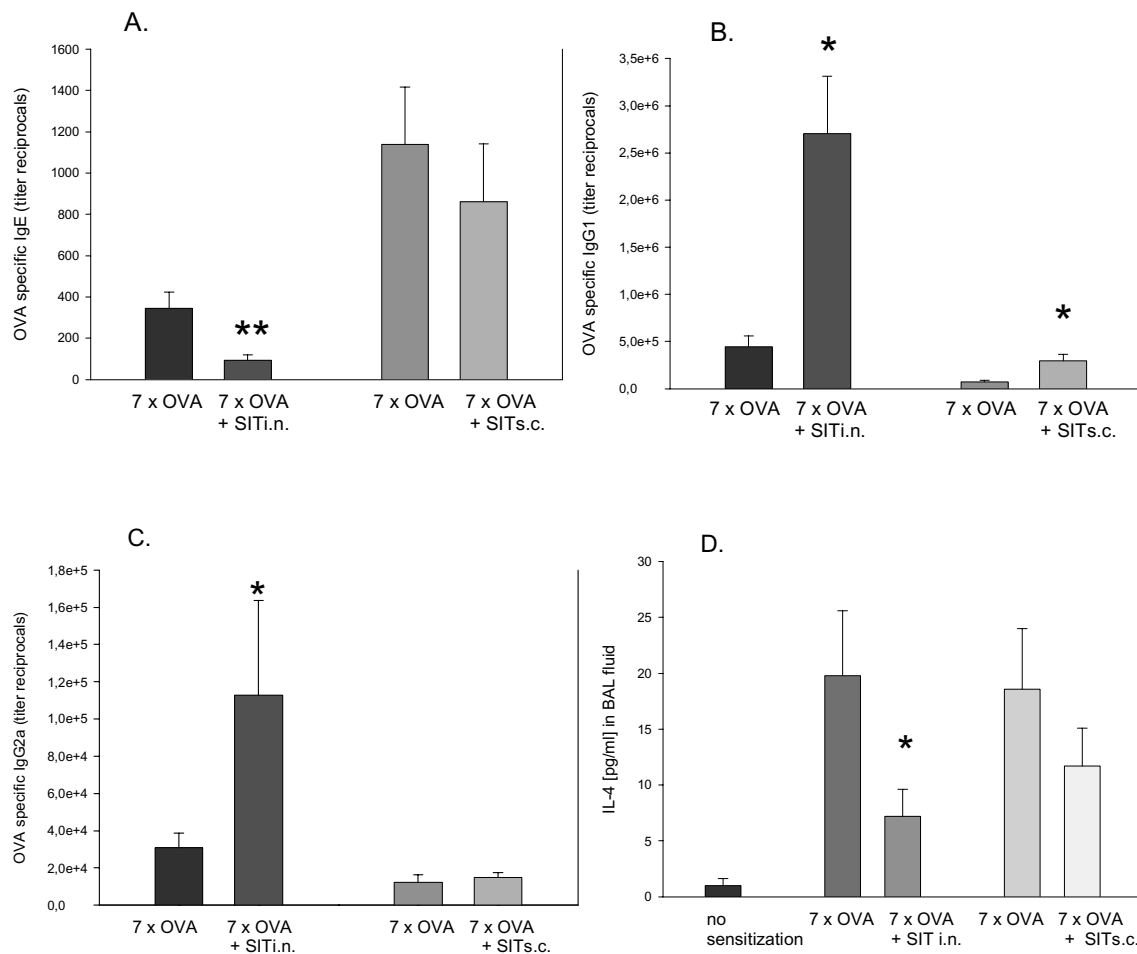 A.
OVA specific IgE (titer reciprocals)
1600
1400
1200
1000
800
600
400
200
0
**
7 x OVA
7 x OVA
+ SITi.n.
7 x OVA
7 x OVA
+ SITs.c.
B.
OVA specific IgG1 (titer reciprocals)
3,5e+6
3,0e+6
2,5e+6
2,0e+6
1,5e+6
1,0e+6
5,0e+5
0,0
*
*
7 x OVA
7 x OVA
+ SITi.n.
7 x OVA
7 x OVA
+ SITs.c.
C.
OVA specific IgG2a (titer reciprocals)
1,8e+5
1,6e+5
1,4e+5
1,2e+5
1,0e+5
8,0e+4
6,0e+4
4,0e+4
2,0e+4
0,0
*
7 x OVA
7 x OVA
+ SITi.n.
7 x OVA
7 x OVA
+ SITs.c.
D.
IL-4 [pg/ml] in BAL fluid
30
25
20
15
10
5
0
*
no
sensitization
7 x OVA
7 x OVA
+ SIT i.n.
7 x OVA
7 x OVA
+ SITs.c.